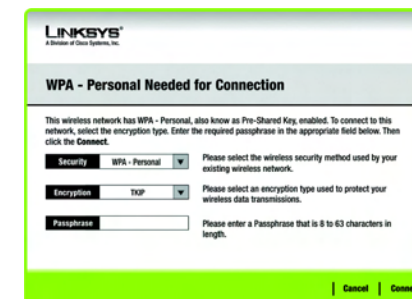 LINKSYS®
A Division of Cisco Systems, Inc.
WPA - Personal Needed for Connection
This wireless network has WPA - Personal, also know as Pre-Shared Key, enabled. To connect to this
network, select the encryption type. Enter the required passphrase in the appropriate field below. Then
click the Connect.
Security WPA - Personal Please select the wireless security method used by your
existing wireless network.
Encryption TKIP Please select an encryption type used to protect your
wireless data transmissions.
Passphrase Please enter a Passphrase that is 8 to 63 characters in
length.
Cancel Conne